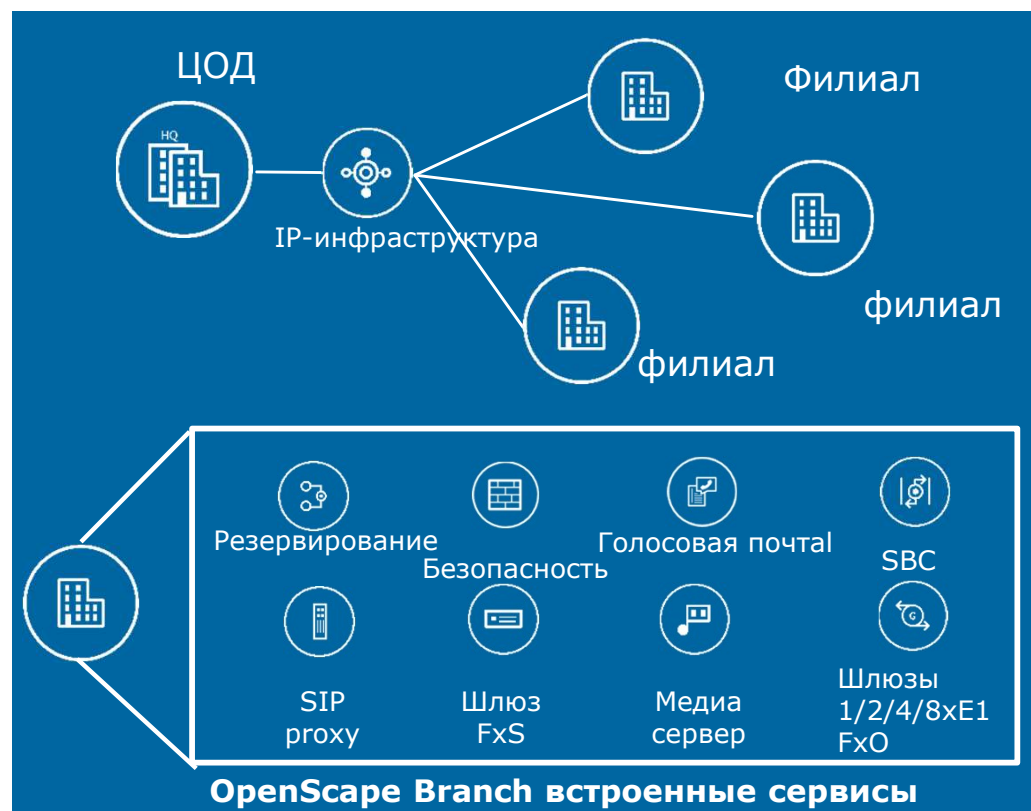 ЦОД
Филиал
HQ
IP-инфраструктура
филиал
филиал
Резервирование
Безопасность
Голосовая почтаl
SBC
G
SIP
proxy
Шлюз
FxS
Медиа
сервер
Шлюзы
1/2/4/8xE1
FxO
OpenScape Branch встроенные сервисы